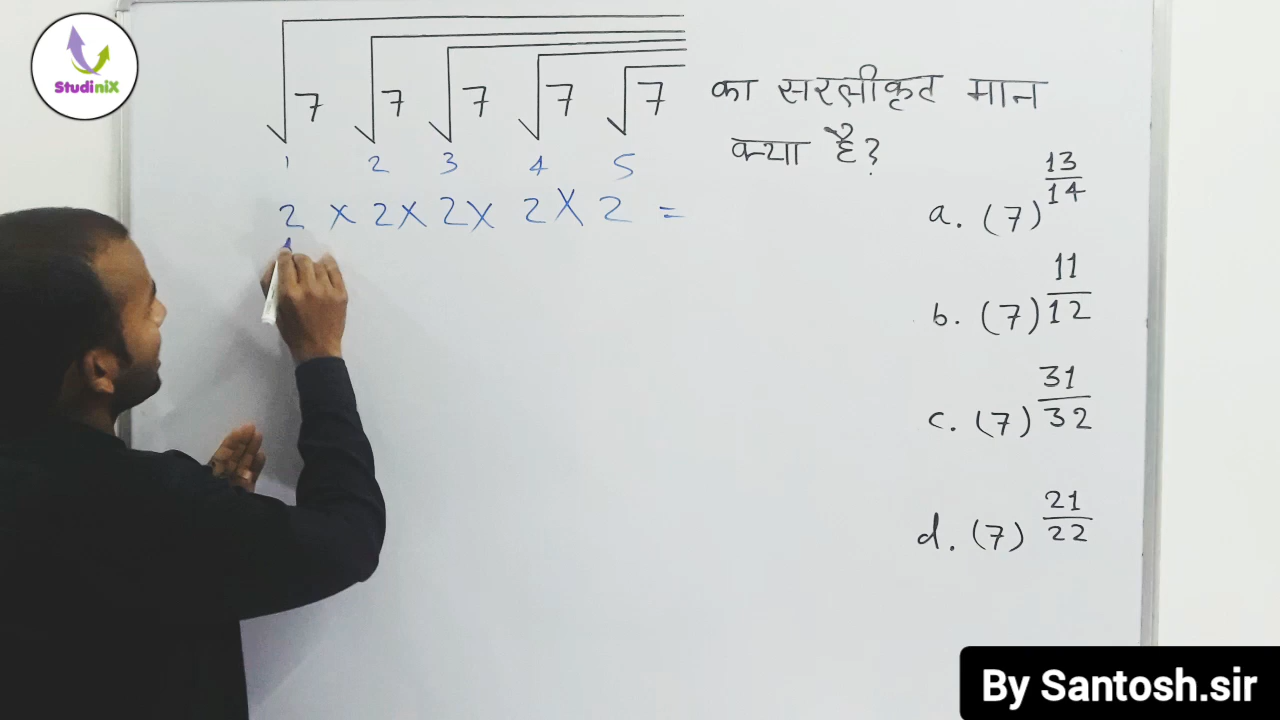 StudiniX
√7√7√7√7√7 का सरलीकृत मान
क्या है?
1 2 3 4 5
2 × 2 × 2 × 2 × 2 =
a. (7)^13/14
b. (7)^11/12
c. (7)^31/32
d. (7)^21/22
By Santosh.sir